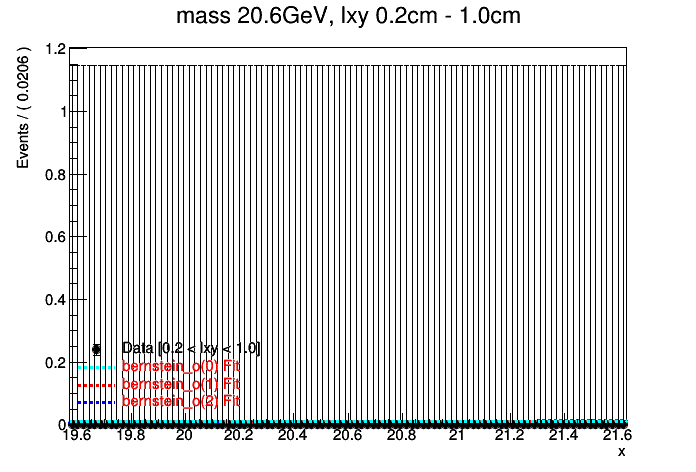 mass 20.6GeV, lxy 0.2cm - 1.0cm
Events / ( 0.0206 )
1.2
1
0.8
0.6
0.4
0.2
0
Data [0.2 < lxy < 1.0]
bernstein_o(0) Fit
bernstein_o(1) Fit
bernstein_o(2) Fit
19.6 19.8 20 20.2 20.4 20.6 20.8 21 21.2 21.4 21.6
x